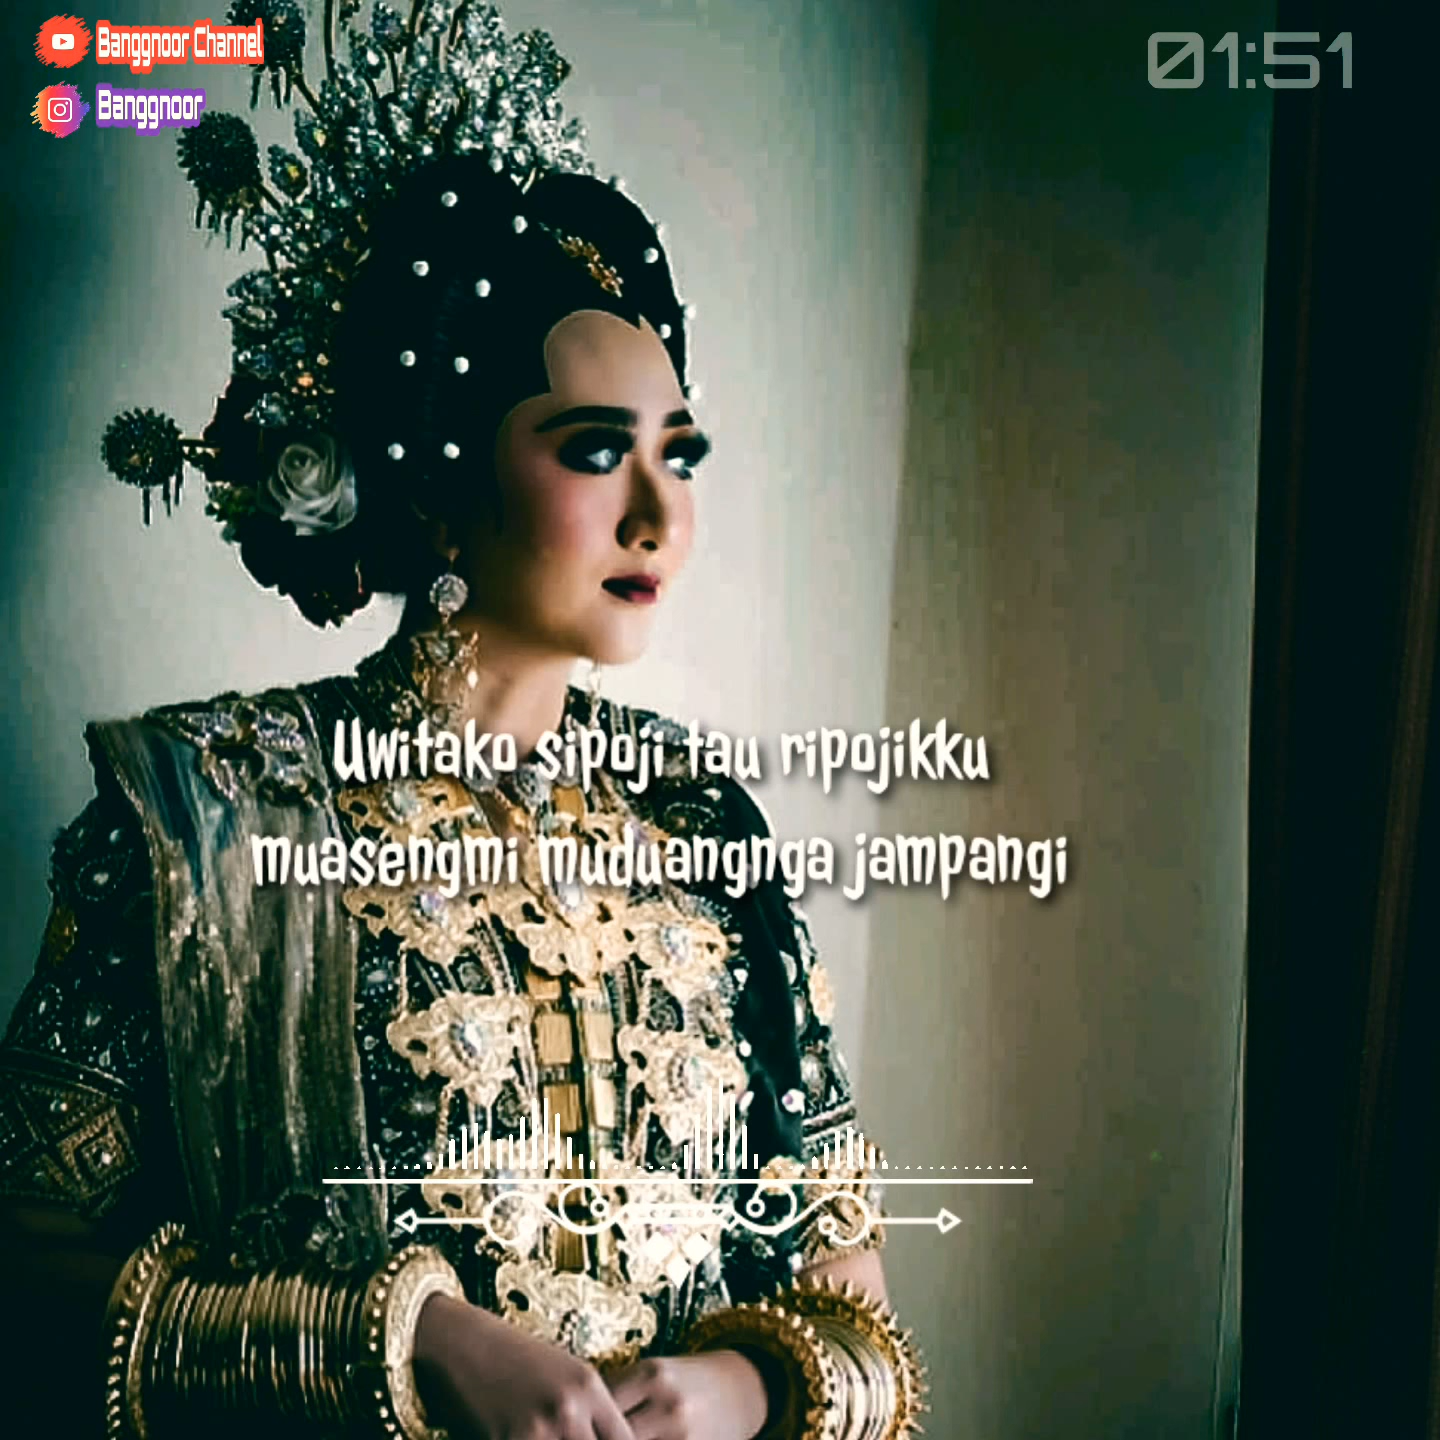 Banggnoor Channel
Banggnoor
01:51
Uwitako sipoji tau ripojikku
muasengmi muduangnga jampangi